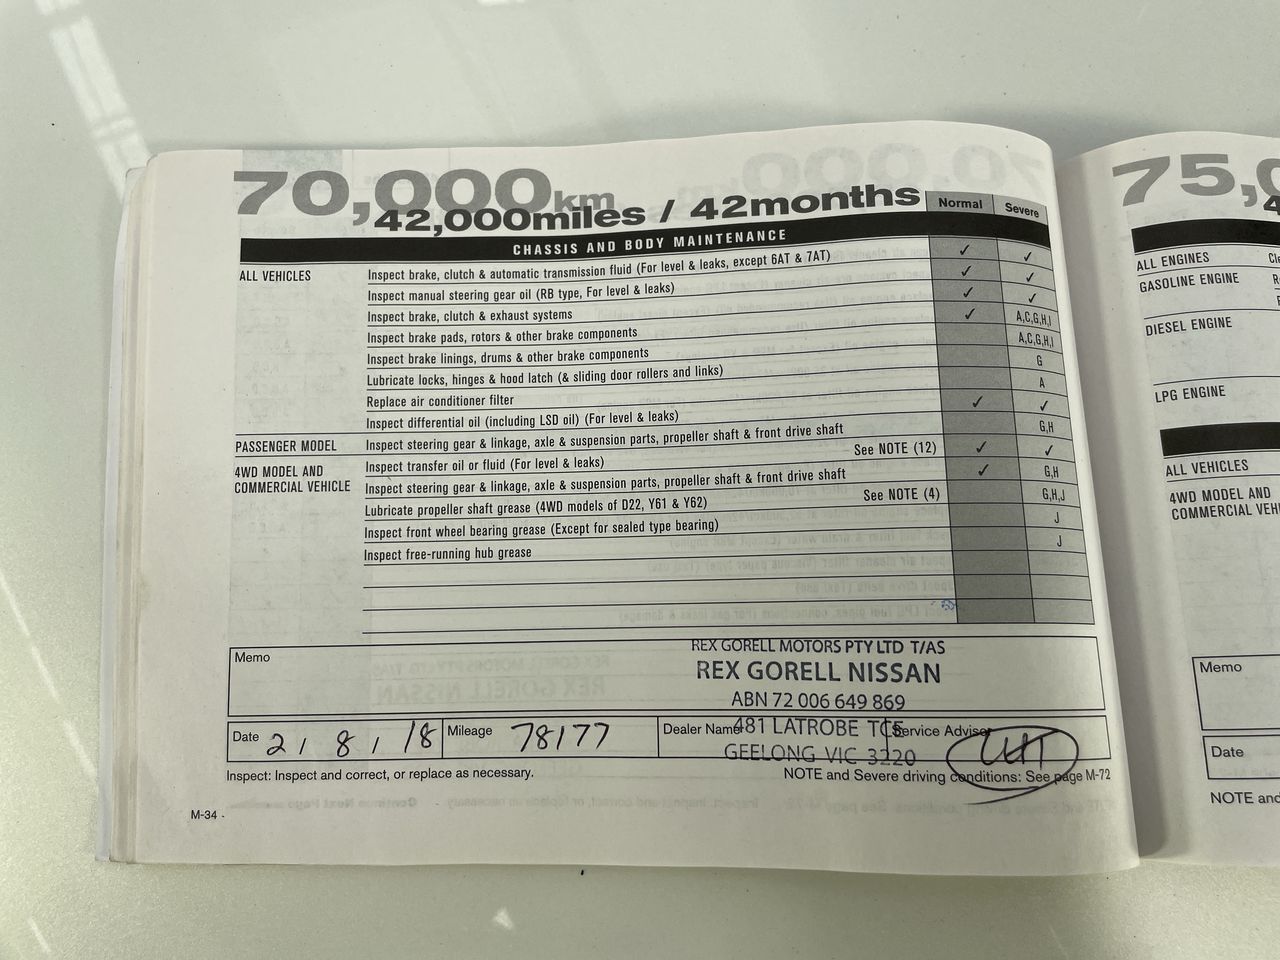 70,000km
42,000miles / 42months
Normal Severe
CHASSIS AND BODY MAINTENANCE
ALL VEHICLES Inspect brake, clutch & automatic transmission fluid (For level & leaks, except 6AT & 7AT) ✓ ✓
Inspect manual steering gear oil (RB type, For level & leaks) ✓ ✓
Inspect brake, clutch & exhaust systems ✓ ✓
Inspect brake pads, rotors & other brake components ✓ A,C,G,H,I
Inspect brake linings, drums & other brake components A,C,G,H,I
Lubricate locks, hinges & hood latch (& sliding door rollers and links) G
Replace air conditioner filter A
Inspect differential oil (including LSD oil) (For level & leaks) ✓ ✓
PASSENGER MODEL Inspect steering gear & linkage, axle & suspension parts, propeller shaft & front drive shaft G,H
4WD MODEL AND COMMERCIAL VEHICLE Inspect transfer oil or fluid (For level & leaks) See NOTE (12) ✓ ✓
Inspect steering gear & linkage, axle & suspension parts, propeller shaft & front drive shaft ✓ G,H
Lubricate propeller shaft grease (4WD models of D22, Y61 & Y62) See NOTE (4) G,H,J
Inspect front wheel bearing grease (Except for sealed type bearing) J
Inspect free-running hub grease J
Memo
REX GORELL MOTORS PTY LTD T/AS
REX GORELL NISSAN
ABN 72 006 649 869
481 LATROBE TCE
GEELONG VIC 3220
Date 2 / 8 / 18 Mileage 78177 Dealer Name Service Advisor
Inspect: Inspect and correct, or replace as necessary.
NOTE and Severe driving conditions: See page M-72
M-34
75,0
ALL ENGINES Cle
GASOLINE ENGINE
DIESEL ENGINE
LPG ENGINE
ALL VEHICLES
4WD MODEL AND
COMMERCIAL VEH
Memo
Date
NOTE and